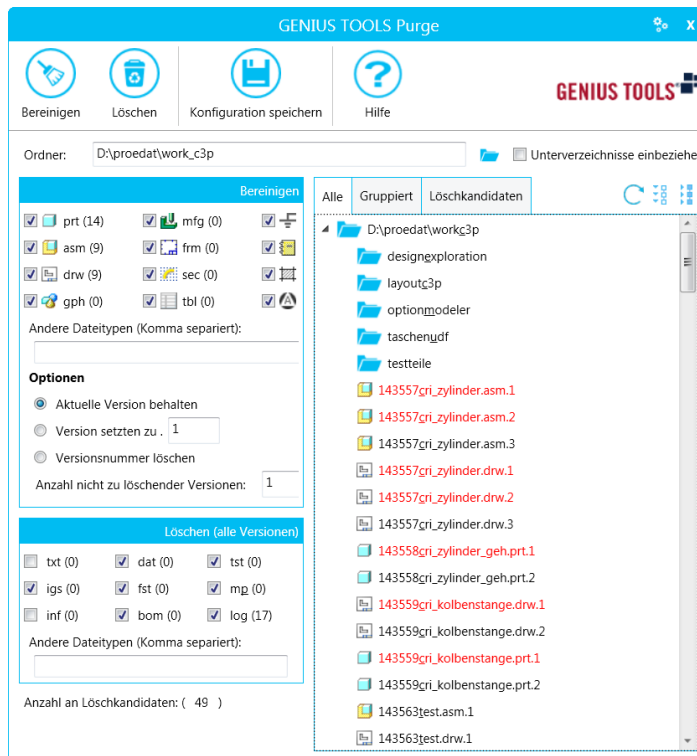 GENIUS TOOLS Purge
x
Bereinigen
Löschen
Konfiguration speichern
Hilfe
GENIUS TOOLS
Ordner:
D:\proedat\work_c3p
Unterverzeichnisse einbeziehe
Bereinigen
prt (14)
mfg (0)
asm (9)
frm (0)
drw (9)
sec (0)
gph (0)
tbl (0)
Andere Dateitypen (Komma separiert):
Optionen
Aktuelle Version behalten
Version setzten zu . 1
Versionsnummer löschen
Anzahl nicht zu löschender Versionen: 1
Löschen (alle Versionen)
txt (0)
dat (0)
tst (0)
igs (0)
fst (0)
mp (0)
inf (0)
bom (0)
log (17)
Andere Dateitypen (Komma separiert):
Anzahl an Löschkandidaten: ( 49 )
Alle
Gruppiert
Löschkandidaten
D:\proedat\workc3p
designexploration
layoutc3p
optionmodeler
taschenudf
testteile
143557cri_zylinder.asm.1
143557cri_zylinder.asm.2
143557cri_zylinder.asm.3
143557cri_zylinder.drw.1
143557cri_zylinder.drw.2
143557cri_zylinder.drw.3
143558cri_zylinder_geh.prt.1
143558cri_zylinder_geh.prt.2
143559cri_kolbenstange.drw.1
143559cri_kolbenstange.drw.2
143559cri_kolbenstange.prt.1
143559cri_kolbenstange.prt.2
143563test.asm.1
143563test.drw.1